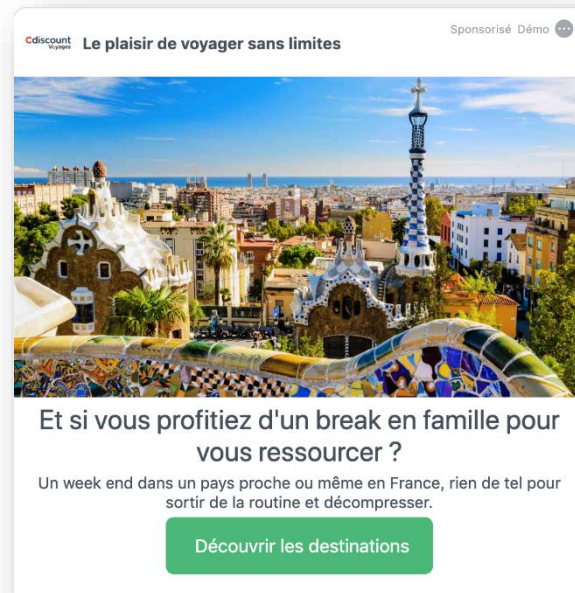 Cdiscount
Voyages
Le plaisir de voyager sans limites
Sponsorisé Démo
Et si vous profitiez d'un break en famille pour
vous ressourcer ?
Un week end dans un pays proche ou même en France, rien de tel pour
sortir de la routine et décompresser.
Découvrir les destinations